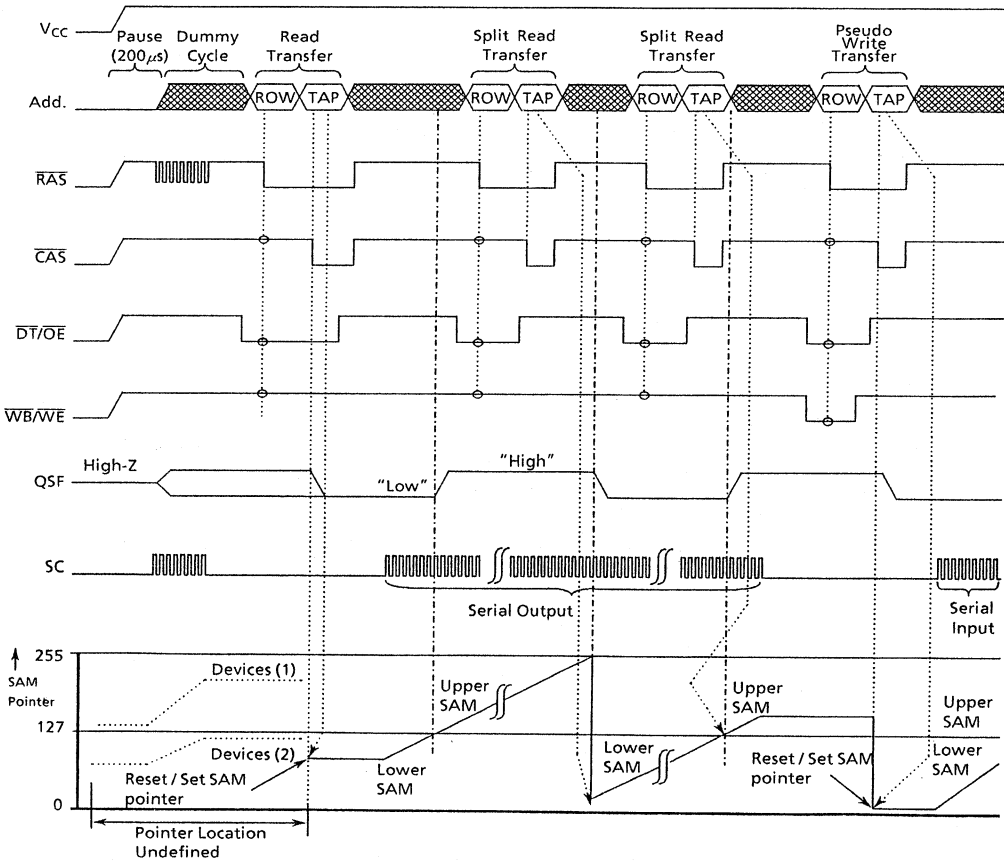 VCC
Pause
(200μs)
Dummy
Cycle
Read
Transfer
Split Read
Transfer
Split Read
Transfer
Pseudo
Write
Transfer
Add.
ROW
TAP
ROW
TAP
ROW
TAP
ROW
TAP
RAS
CAS
DT/OE
WB/WE
High-Z
QSF
"Low"
"High"
SC
Serial Output
Serial
Input
255
SAM
Pointer
127
0
Devices (1)
Devices (2)
Reset / Set SAM
pointer
Lower
SAM
Upper
SAM
Lower
SAM
Upper
SAM
Reset / Set SAM
pointer
Upper
SAM
Lower
SAM
Pointer Location
Undefined